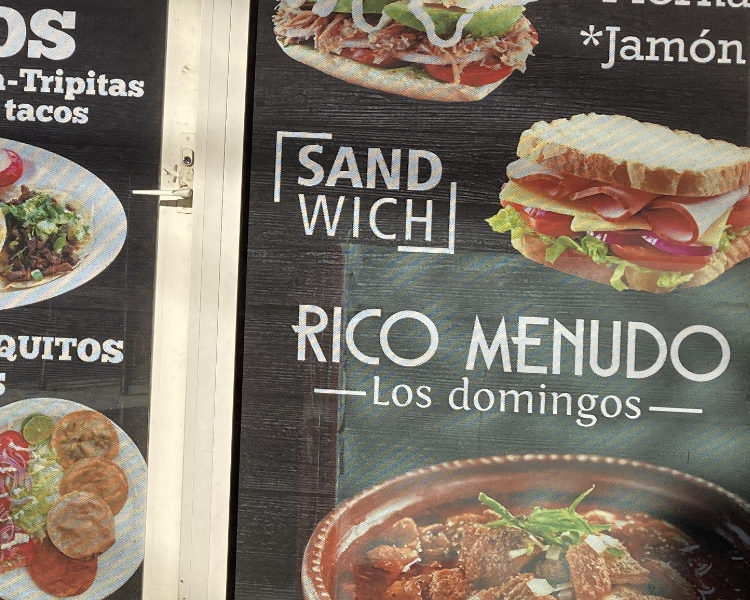 OS
-Tripitas
tacos
QUITOS
*Jamón
SAND
WICH
RICO MENUDO
Los domingos